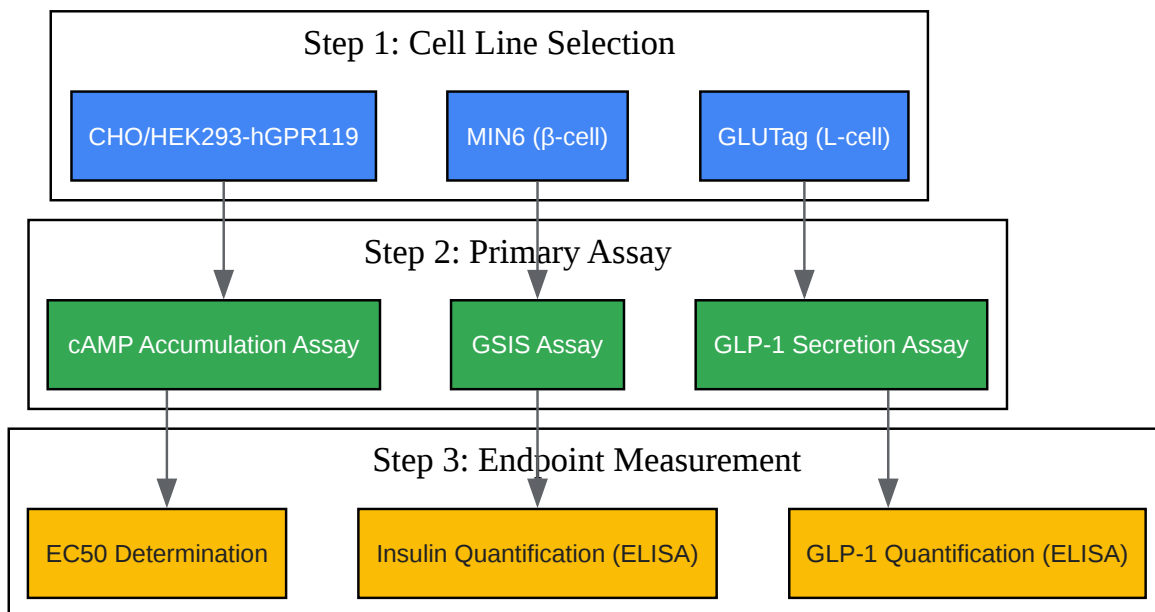 Step 1: Cell Line Selection
CHO/HEK293-hGPR119
MIN6 (β-cell)
GLUTag (L-cell)
Step 2: Primary Assay
cAMP Accumulation Assay
GSIS Assay
GLP-1 Secretion Assay
Step 3: Endpoint Measurement
EC50 Determination
Insulin Quantification (ELISA)
GLP-1 Quantification (ELISA)